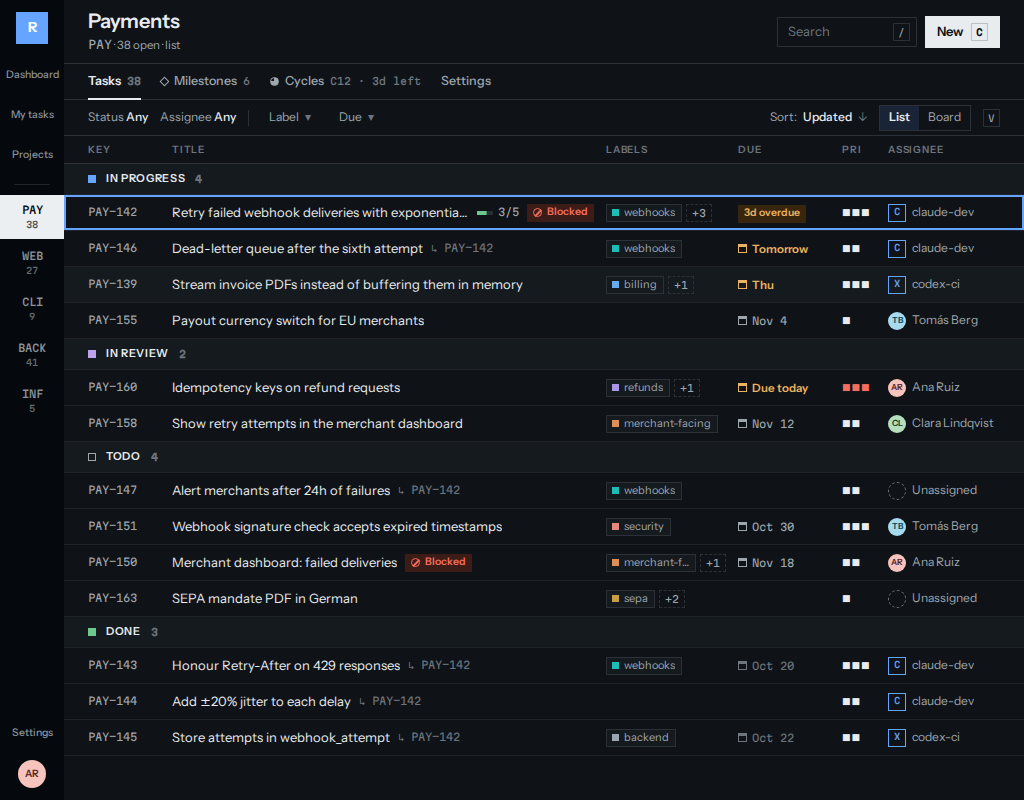 R
Dashboard
My tasks
Projects
PAY
38
WEB
27
CLI
9
BACK
41
INF
5
Settings
AR
Payments
PAY·38 open·list
Search /
New C
Tasks 38 Milestones 6 Cycles C12 · 3d left Settings
Status Any Assignee Any Label ▾ Due ▾ Sort: Updated ↓ List Board V
KEY TITLE LABELS DUE PRI ASSIGNEE
IN PROGRESS 4
PAY-142 Retry failed webhook deliveries with exponentia… 3/5 Blocked webhooks +3 3d overdue C claude-dev
PAY-146 Dead-letter queue after the sixth attempt ↳ PAY-142 webhooks Tomorrow C claude-dev
PAY-139 Stream invoice PDFs instead of buffering them in memory billing +1 Thu X codex-ci
PAY-155 Payout currency switch for EU merchants Nov 4 TB Tomás Berg
IN REVIEW 2
PAY-160 Idempotency keys on refund requests refunds +1 Due today AR Ana Ruiz
PAY-158 Show retry attempts in the merchant dashboard merchant-facing Nov 12 CL Clara Lindqvist
TODO 4
PAY-147 Alert merchants after 24h of failures ↳ PAY-142 webhooks Unassigned
PAY-151 Webhook signature check accepts expired timestamps security Oct 30 TB Tomás Berg
PAY-150 Merchant dashboard: failed deliveries Blocked merchant-f… +1 Nov 18 AR Ana Ruiz
PAY-163 SEPA mandate PDF in German sepa +2 Unassigned
DONE 3
PAY-143 Honour Retry-After on 429 responses ↳ PAY-142 webhooks Oct 20 C claude-dev
PAY-144 Add ±20% jitter to each delay ↳ PAY-142 C claude-dev
PAY-145 Store attempts in webhook_attempt ↳ PAY-142 backend Oct 22 X codex-ci